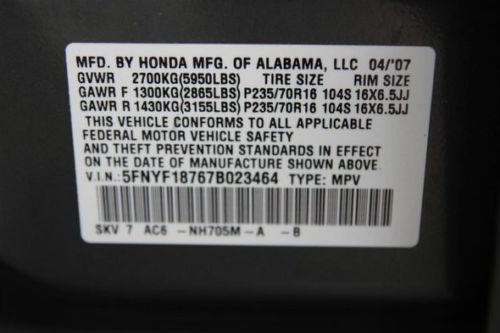 MFD. BY HONDA MFG. OF ALABAMA, LLC 04/'07
GVWR 2700KG(5950LBS) TIRE SIZE RIM SIZE
GAWR F 1300KG(2865LBS) P235/70R16 104S 16X6.5JJ
GAWR R 1430KG(3155LBS) P235/70R16 104S 16X6.5JJ
THIS VEHICLE CONFORMS TO ALL APPLICABLE
FEDERAL MOTOR VEHICLE SAFETY
AND THEFT PREVENTION STANDARDS IN EFFECT
ON THE DATE OF MANUFACTURE SHOWN ABOVE.
V.I.N.: 5FNYF18767B023464 TYPE: MPV
SKV 7 AC6 -NH705M-A -B